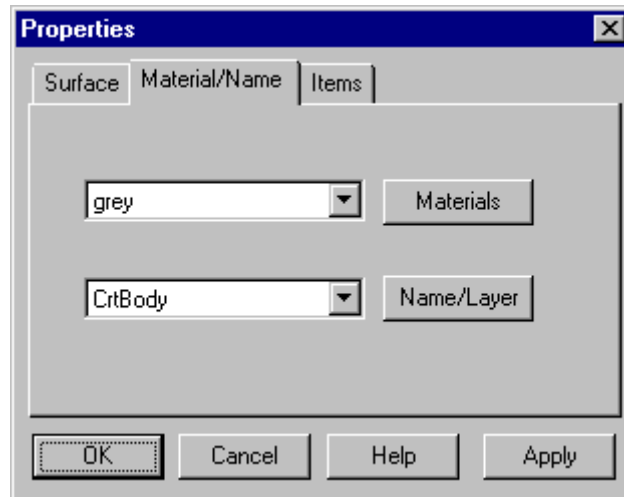 Properties
Surface Material/Name Items
grey Materials
CrtBody Name/Layer
OK Cancel Help Apply